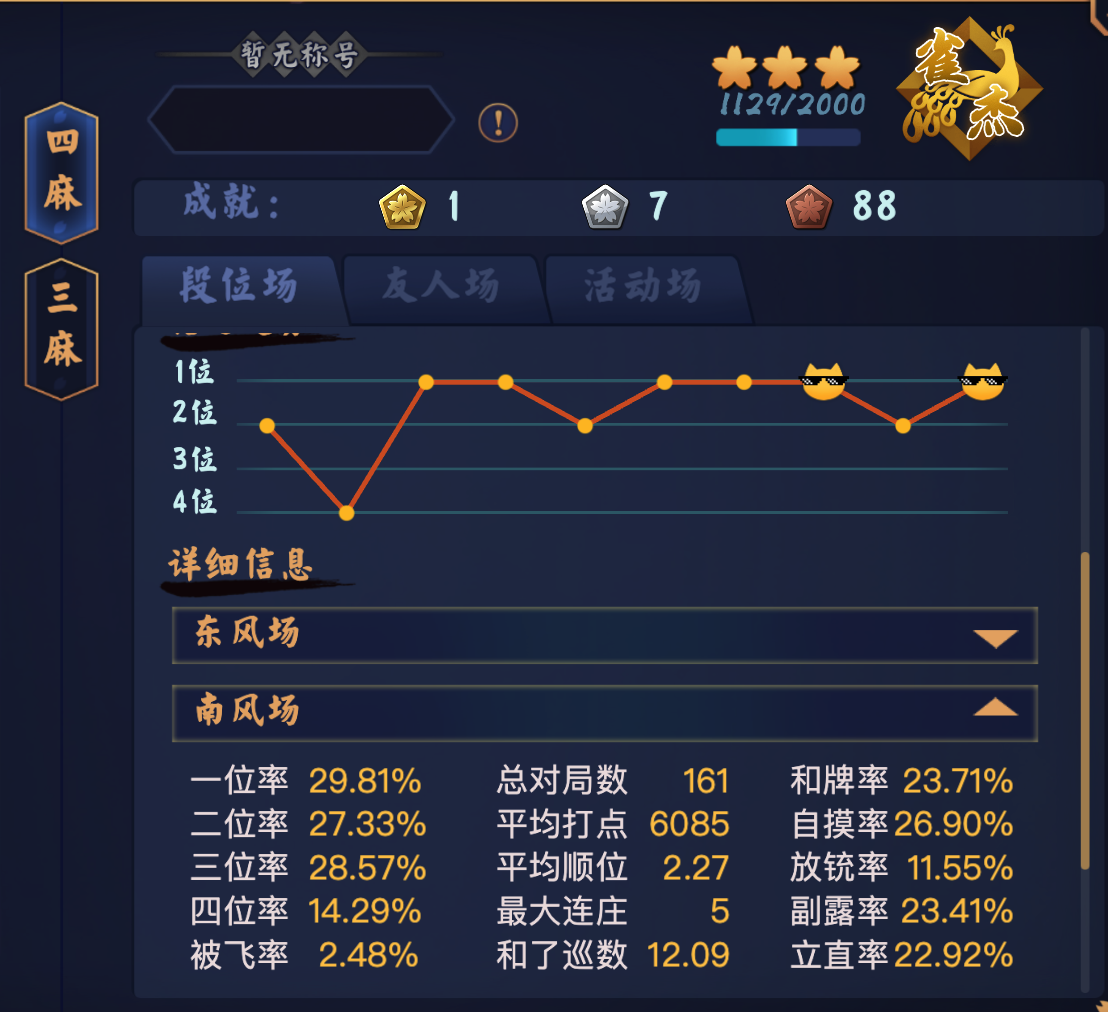 暂无称号
!
1129/2000
雀杰
四麻
三麻
成就： 1 7 88
段位场 友人场 活动场
1位
2位
3位
4位
详细信息
东风场
南风场
一位率 29.81% 总对局数 161 和牌率 23.71%
二位率 27.33% 平均打点 6085 自摸率 26.90%
三位率 28.57% 平均顺位 2.27 放铳率 11.55%
四位率 14.29% 最大连庄 5 副露率 23.41%
被飞率 2.48% 和了巡数 12.09 立直率 22.92%